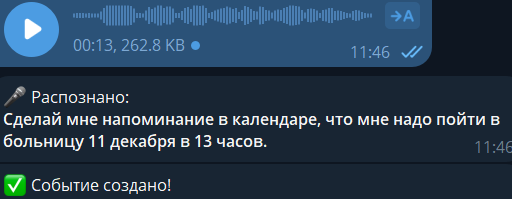 →A
00:13, 262.8 KB
11:46
Распознано:
Сделай мне напоминание в календаре, что мне надо пойти в
больницу 11 декабря в 13 часов.
11:46
Событие создано!